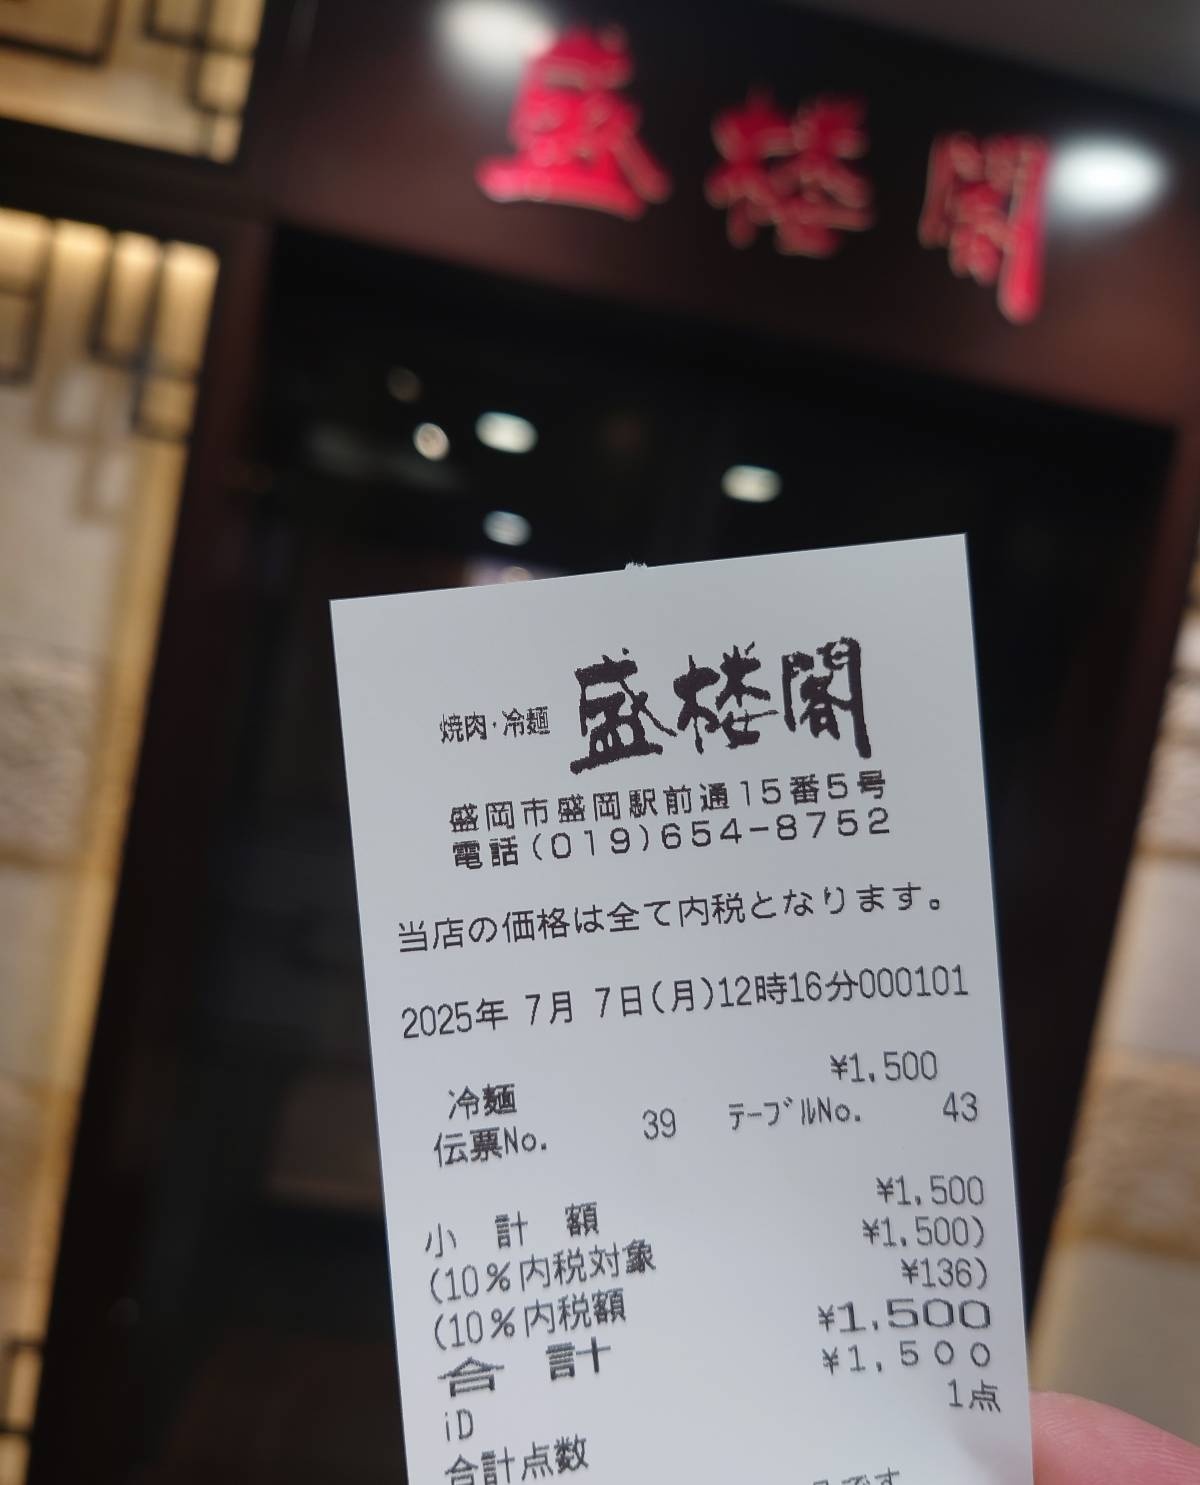 盛楼閣
焼肉・冷麺 盛楼閣
盛岡市盛岡駅前通15番5号
電話(019)654-8752
当店の価格は全て内税となります。
2025年 7月 7日(月)12時16分000101
冷麺 ¥1,500
伝票No. 39 テーブルNo. 43
小計額 ¥1,500
(10%内税対象 ¥1,500)
(10%内税額 ¥136)
合計 ¥1,500
iD ¥1,500
合計点数 1点
です